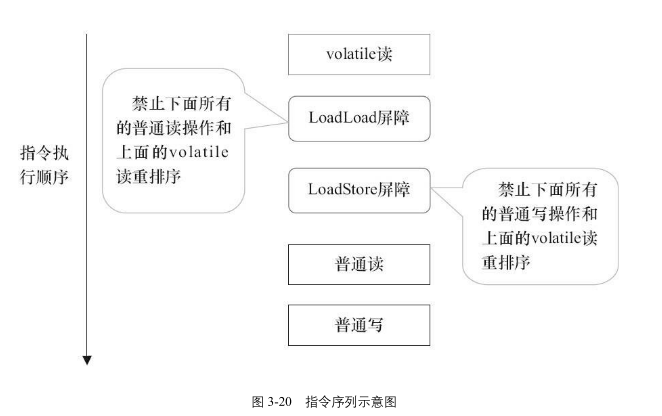 volatile读
禁止下面所有
的普通读操作和
上面的volatile
读重排序
LoadLoad屏障
指令执
行顺序
LoadStore屏障
禁止下面所有
的普通写操作和
上面的volatile读
重排序
普通读
普通写
图 3-20 指令序列示意图